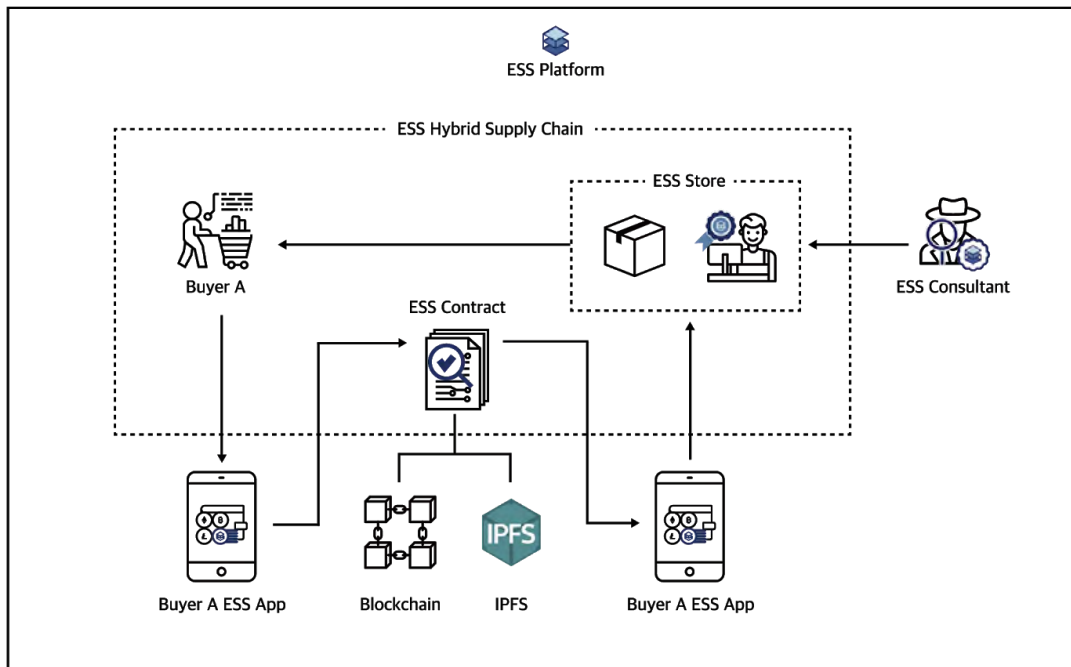 ESS Platform
ESS Hybrid Supply Chain
ESS Store
Buyer A
ESS Consultant
ESS Contract
IPFS
Buyer A ESS App
Blockchain
IPFS
Buyer A ESS App